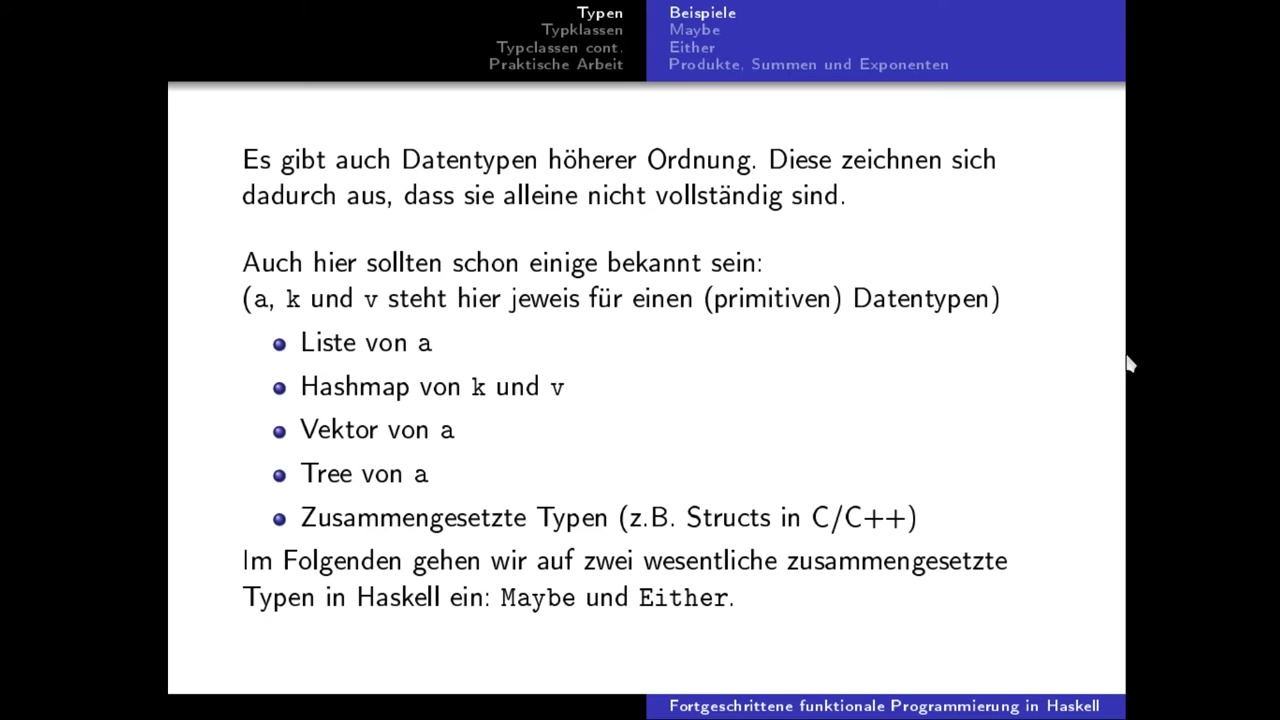 Typen
Typklassen
Typclassen cont.
Praktische Arbeit
Beispiele
Maybe
Either
Produkte, Summen und Exponenten
Es gibt auch Datentypen höherer Ordnung. Diese zeichnen sich
dadurch aus, dass sie alleine nicht vollständig sind.
Auch hier sollten schon einige bekannt sein:
(a, k und v steht hier jeweis für einen (primitiven) Datentypen)
Liste von a
Hashmap von k und v
Vektor von a
Tree von a
Zusammengesetzte Typen (z.B. Structs in C/C++)
Im Folgenden gehen wir auf zwei wesentliche zusammengesetzte
Typen in Haskell ein: Maybe und Either.
Fortgeschrittene funktionale Programmierung in Haskell